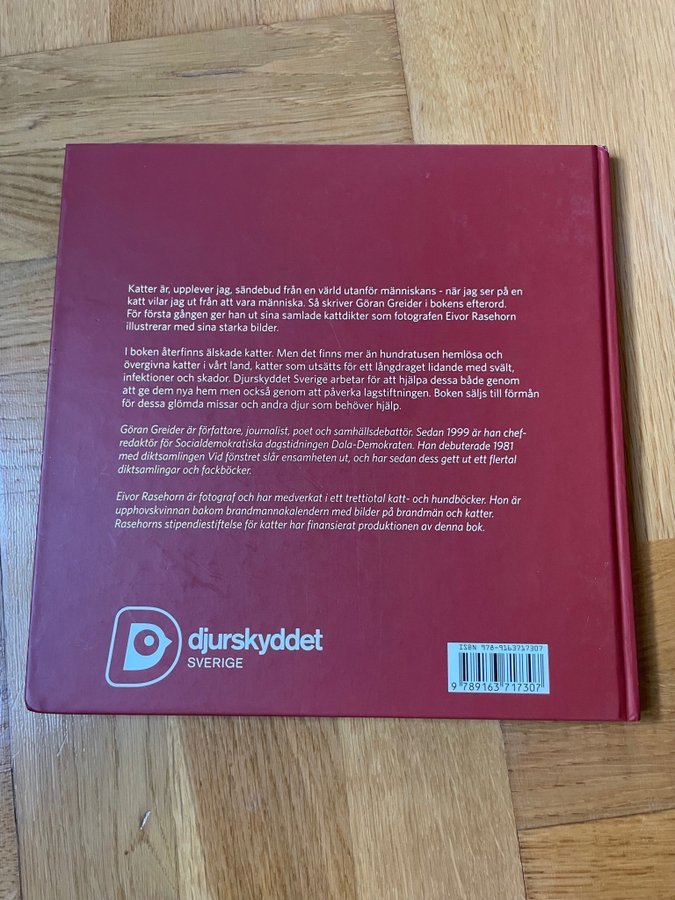 Katter är, upplever jag, sändebud från en värld utanför människans - när jag ser på en
katt vilar jag ut från att vara människa. Så skriver Göran Greider i bokens efterord.
För första gången ger han ut sina samlade kattdikter som fotografen Eivor Rasehorn
illustrerar med sina starka bilder.
I boken återfinns älskade katter. Men det finns mer än hundratusen hemlösa och
övergivna katter i vårt land, katter som utsätts för ett långdraget lidande med svält,
infektioner och skador. Djurskyddet Sverige arbetar för att hjälpa dessa både genom
att ge dem nya hem men också genom att påverka lagstiftningen. Boken säljs till förmån
för dessa glömda missar och andra djur som behöver hjälp.
Göran Greider är författare, journalist, poet och samhällsdebattör. Sedan 1999 är han chef-
redaktör för Socialdemokratiska dagstidningen Dala-Demokraten. Han debuterade 1981
med diktsamlingen Vid fönstret slår ensamheten ut, och har sedan dess gett ut ett flertal
diktsamlingar och fackböcker.
Eivor Rasehorn är fotograf och har medverkat i ett trettiotal katt- och hundböcker. Hon är
upphovskvinnan bakom brandmannakalendern med bilder på brandmän och katter.
Rasehorns stipendiestiftelse för katter har finansierat produktionen av denna bok.
djurskyddet
SVERIGE
ISBN 978-9163717307
9 789163 717307